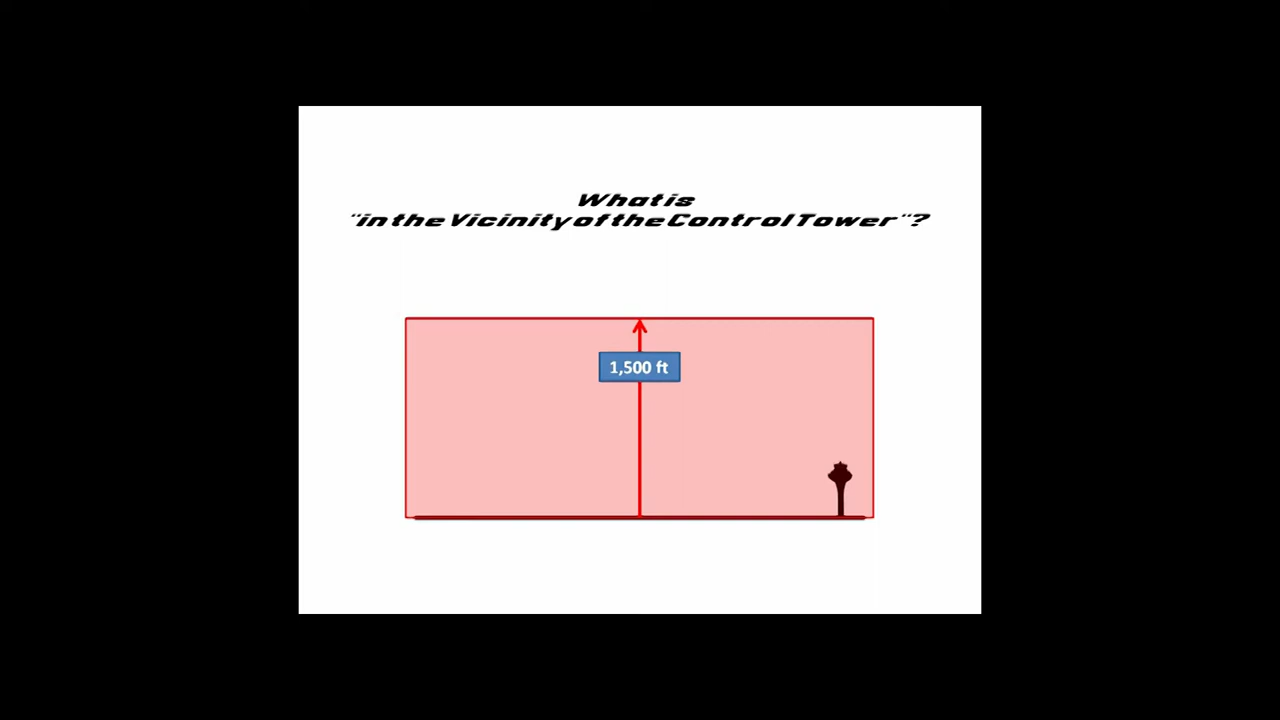 What is
"in the Vicinity of the Control Tower"?
1,500 ft